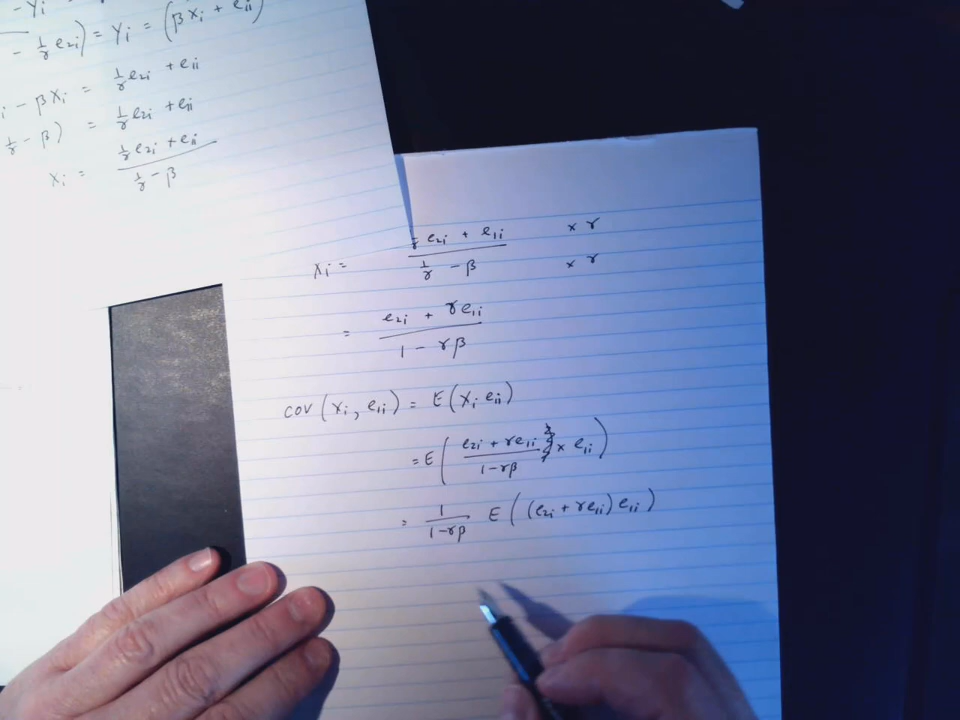 - Yi =
- 1/γ e2i) = Yi = (βXi + e1i)
i - βXi = 1/γ e2i + e1i
1/γ - β) = 1/γ e2i + e1i
Xi = (1/γ e2i + e1i) / (1/γ - β)
Xi = (e2i + e1i) / (1/γ - β) × γ × γ
= (e2i + γe1i) / (1 - γβ)
COV(Xi, e1i) = E(Xi e1i)
= E((e2i + γe1i) / (1-γβ) × e1i)
= 1/(1-γβ) E((e2i + γe1i) e1i)